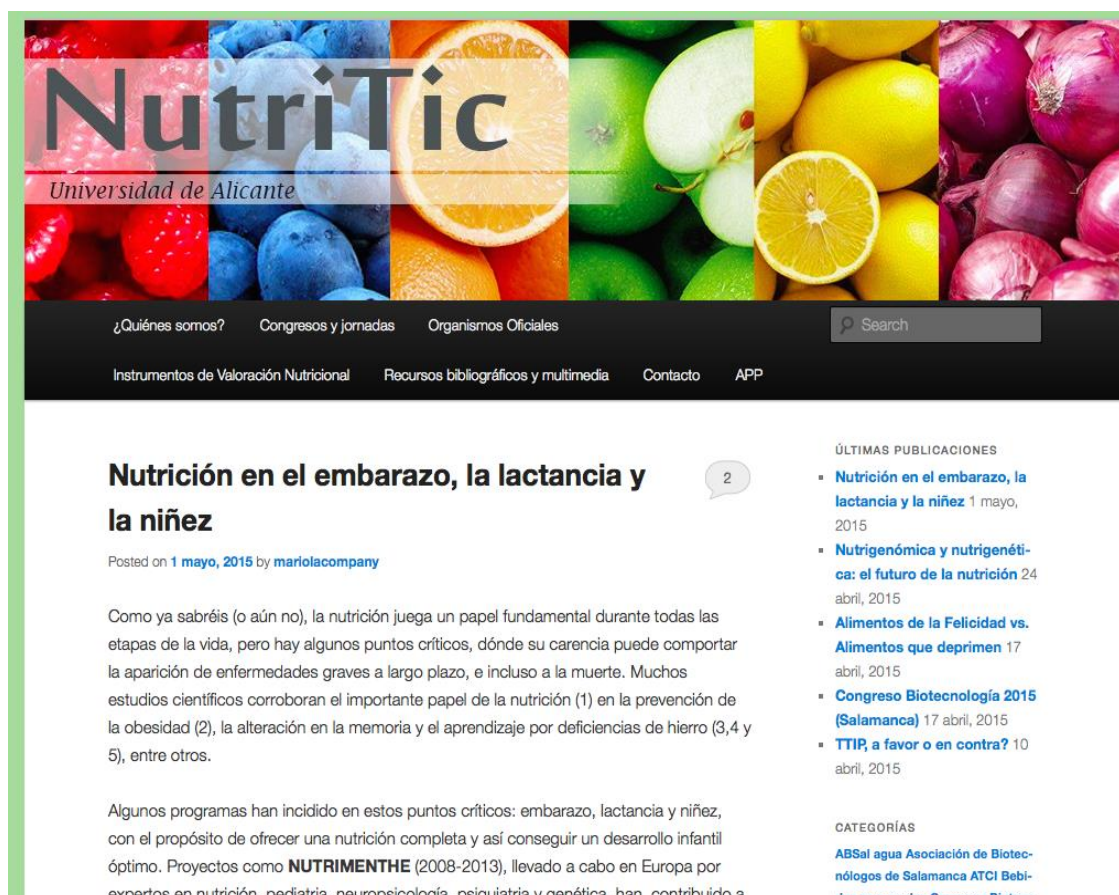 NutriTic
Universidad de Alicante
¿Quiénes somos? Congresos y jornadas Organismos Oficiales
Search
Instrumentos de Valoración Nutricional Recursos bibliográficos y multimedia Contacto APP
Nutrición en el embarazo, la lactancia y
la niñez
2
Posted on 1 mayo, 2015 by mariolacompany
Como ya sabréis (o aún no), la nutrición juega un papel fundamental durante todas las
etapas de la vida, pero hay algunos puntos críticos, dónde su carencia puede comportar
la aparición de enfermedades graves a largo plazo, e incluso a la muerte. Muchos
estudios científicos corroboran el importante papel de la nutrición (1) en la prevención de
la obesidad (2), la alteración en la memoria y el aprendizaje por deficiencias de hierro (3,4 y
5), entre otros.
Algunos programas han incidido en estos puntos críticos: embarazo, lactancia y niñez,
con el propósito de ofrecer una nutrición completa y así conseguir un desarrollo infantil
óptimo. Proyectos como NUTRIMENTHE (2008-2013), llevado a cabo en Europa por
expertos en nutrición, pediatria, neuropsicología, psiquiatria y genética, han contribuido a
ÚLTIMAS PUBLICACIONES
Nutrición en el embarazo, la
lactancia y la niñez 1 mayo,
2015
Nutrigenómica y nutrigenéti-
ca: el futuro de la nutrición 24
abril, 2015
Alimentos de la Felicidad vs.
Alimentos que deprimen 17
abril, 2015
Congreso Biotecnología 2015
(Salamanca) 17 abril, 2015
TTIP, a favor o en contra? 10
abril, 2015
CATEGORÍAS
ABSal agua Asociación de Biotec-
nólogos de Salamanca ATCI Bebi-